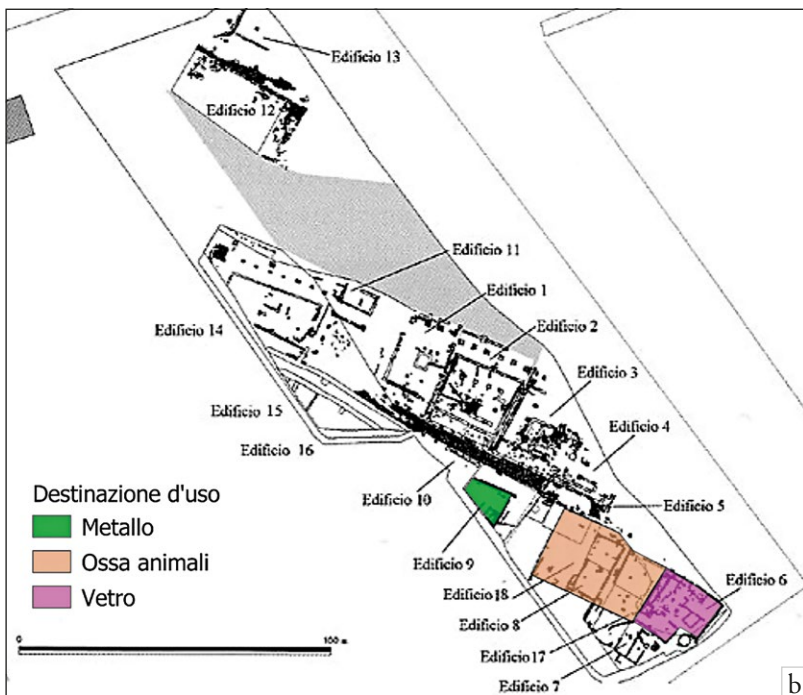 Edificio 13
Edificio 12
Edificio 11
Edificio 1
Edificio 2
Edificio 14
Edificio 3
Edificio 15
Edificio 4
Edificio 16
Edificio 10
Edificio 5
Edificio 9
Edificio 6
Edificio 18
Edificio 8
Edificio 17
Edificio 7
Destinazione d'uso
Metallo
Ossa animali
Vetro
0 100 m
b